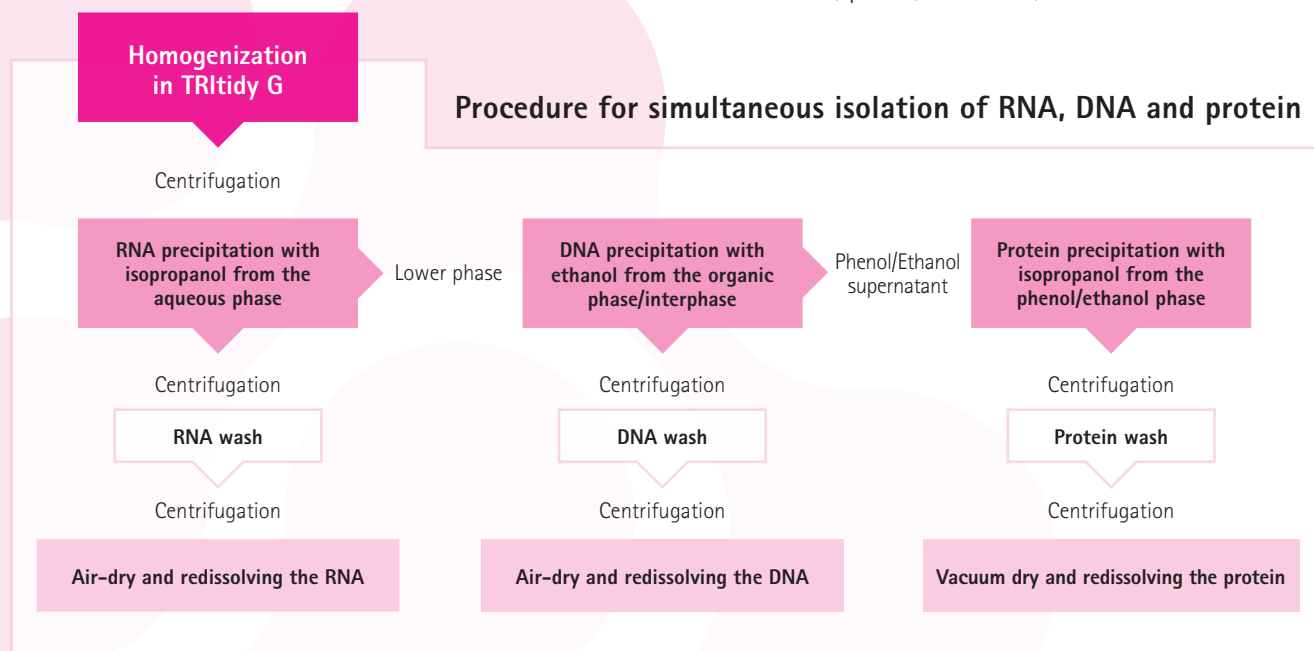 Homogenization
in TRItidy G
Procedure for simultaneous isolation of RNA, DNA and protein
Centrifugation
RNA precipitation with
isopropanol from the
aqueous phase
Lower phase
DNA precipitation with
ethanol from the organic
phase/interphase
Phenol/Ethanol
supernatant
Protein precipitation with
isopropanol from the
phenol/ethanol phase
Centrifugation
Centrifugation
Centrifugation
RNA wash
DNA wash
Protein wash
Centrifugation
Centrifugation
Centrifugation
Air-dry and redissolving the RNA
Air-dry and redissolving the DNA
Vacuum dry and redissolving the protein